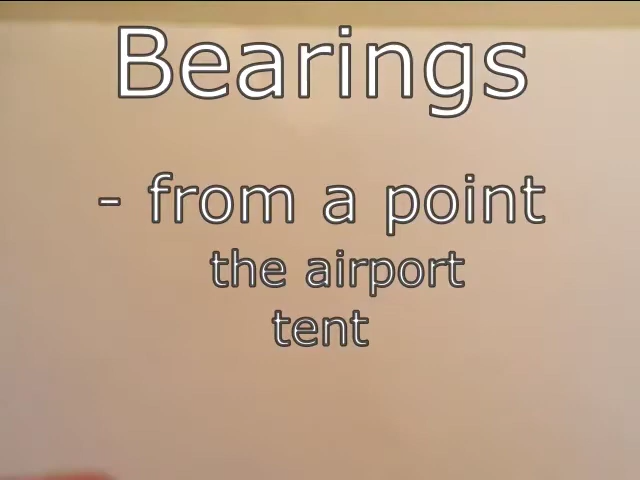 Bearings
- from a point
the airport
tent